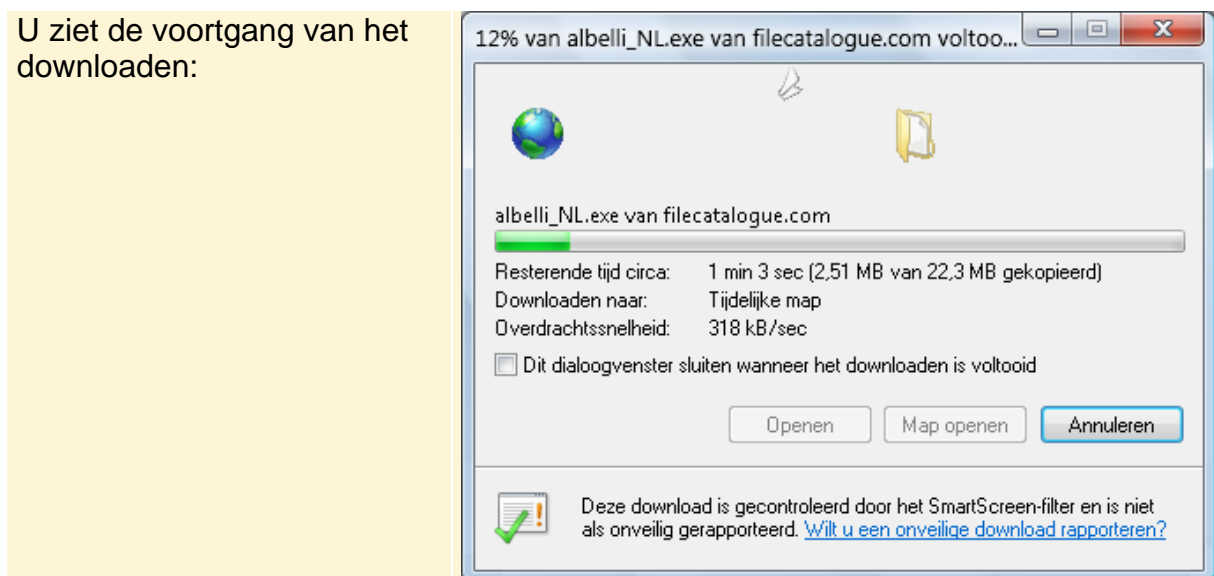 U ziet de voortgang van het
downloaden:
12% van albelli_NL.exe van filecatalogue.com voltoo...
albelli_NL.exe van filecatalogue.com
Resterende tijd circa: 1 min 3 sec (2,51 MB van 22,3 MB gekopieerd)
Downloaden naar: Tijdelijke map
Overdrachtssnelheid: 318 kB/sec
Dit dialoogvenster sluiten wanneer het downloaden is voltooid
Openen Map openen Annuleren
Deze download is gecontroleerd door het SmartScreen-filter en is niet
als onveilig gerapporteerd. Wilt u een onveilige download rapporteren?